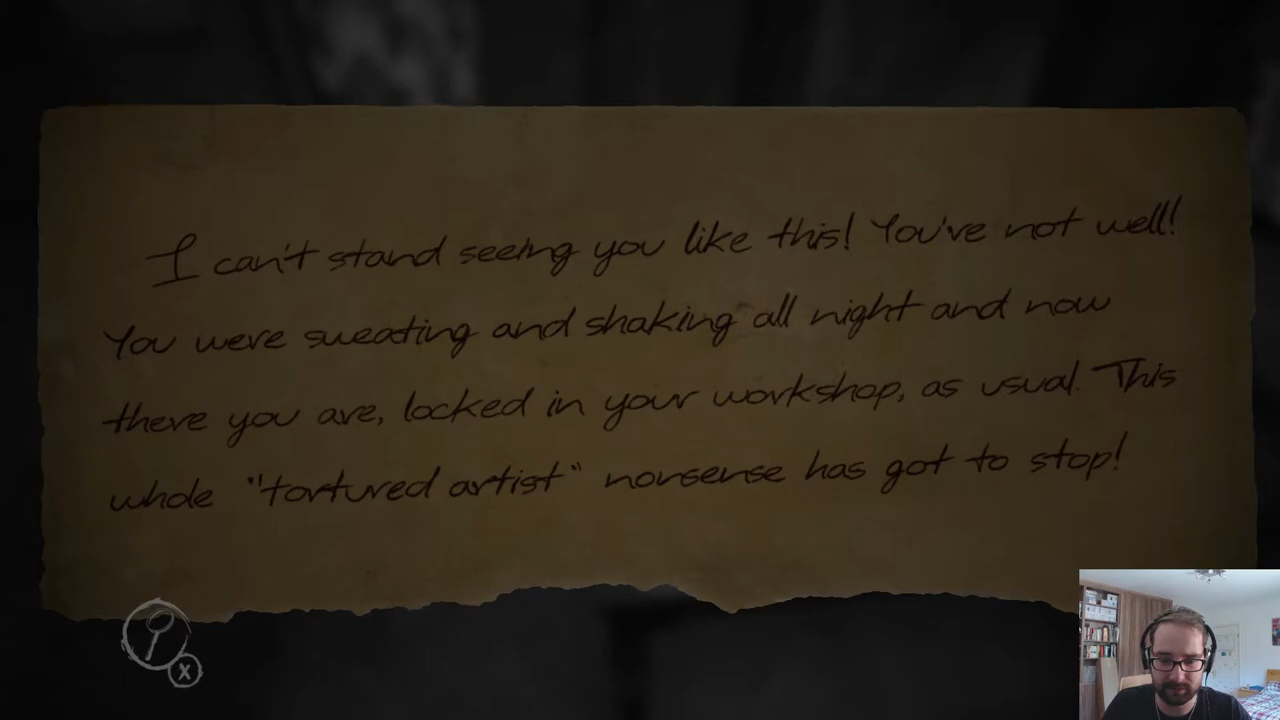 I can't stand seeing you like this! You've not well!
You were sweating and shaking all night and now
there you are, locked in your workshop, as usual. This
whole "tortured artist" nonsense has got to stop!
X